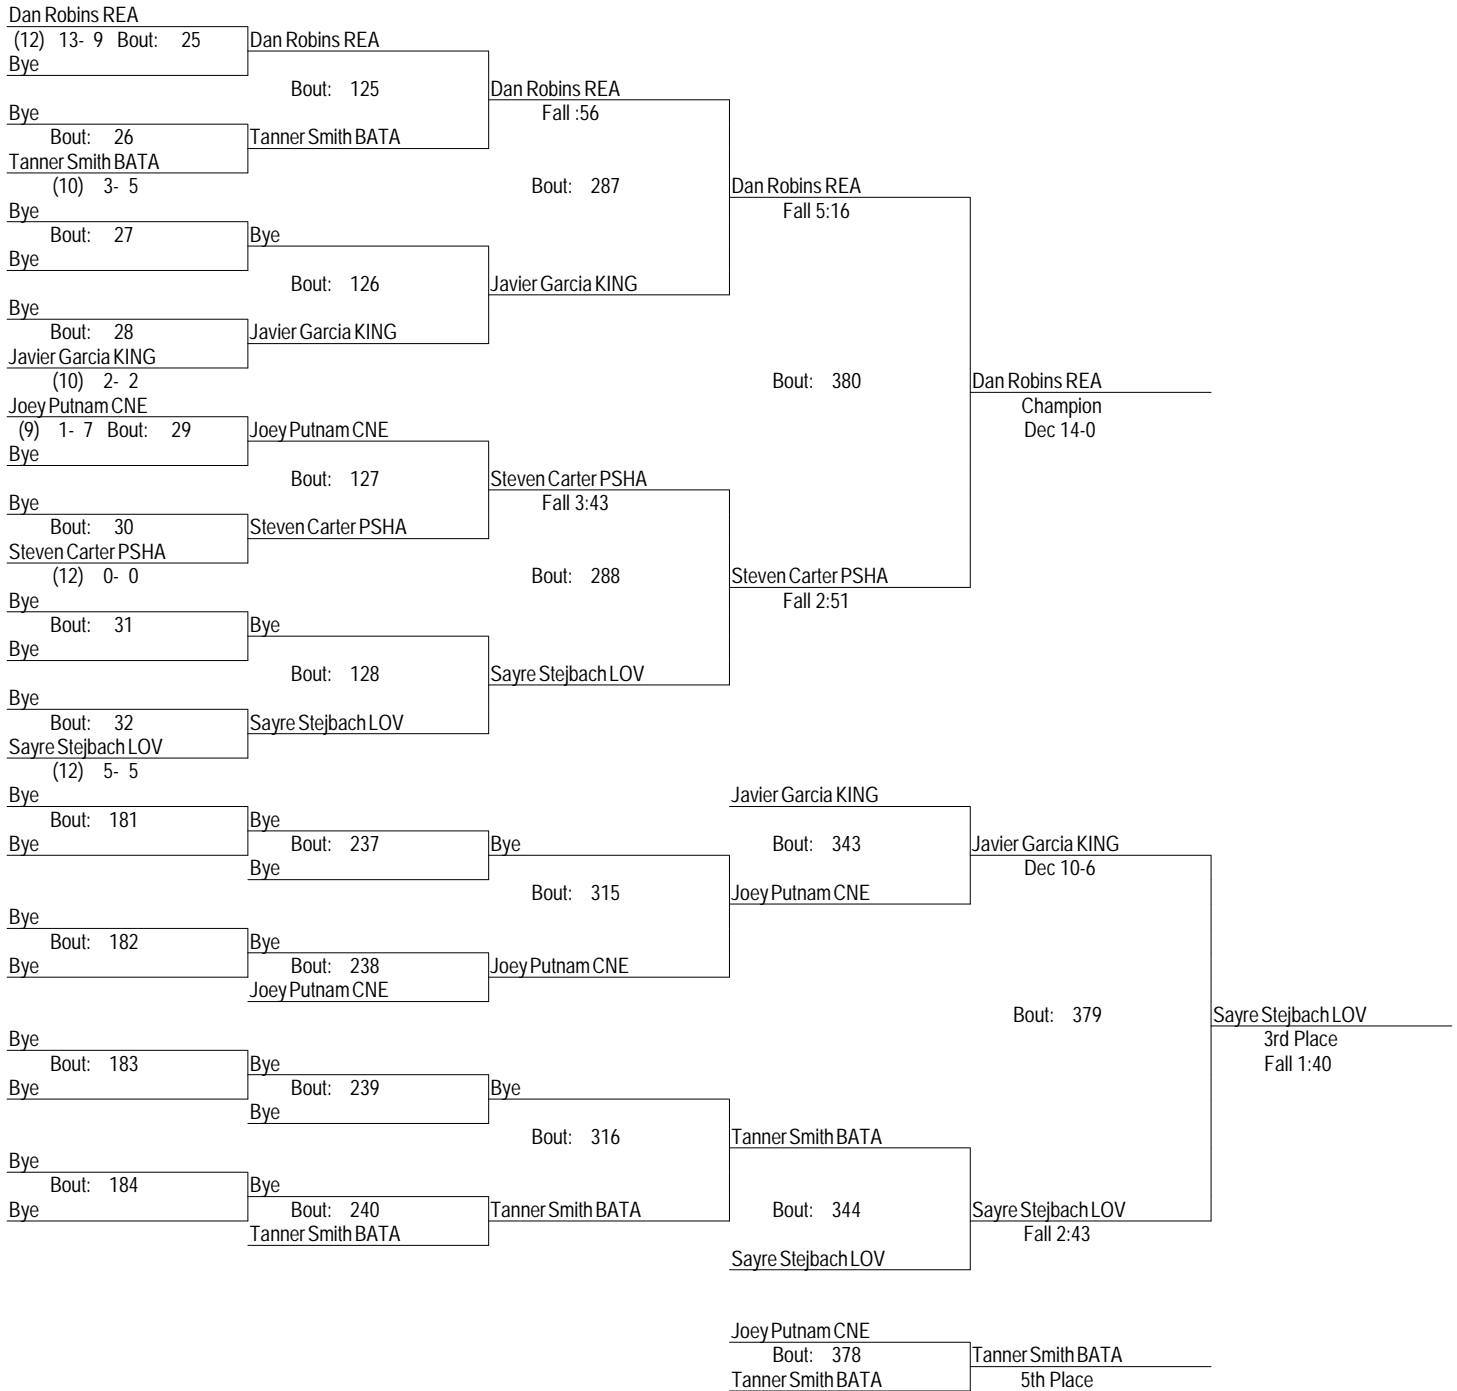 Dan Robins REA
(12) 13- 9 Bout: 25 Dan Robins REA
Bye
Bout: 125 Dan Robins REA
Bye Fall :56
Bout: 26 Tanner Smith BATA
Tanner Smith BATA
(10) 3- 5 Bout: 287 Dan Robins REA
Bye Fall 5:16
Bout: 27 Bye
Bye
Bout: 126 Javier Garcia KING
Bye
Bout: 28 Javier Garcia KING
Javier Garcia KING
(10) 2- 2 Bout: 380 Dan Robins REA
Joey Putnam CNE Champion
(9) 1- 7 Bout: 29 Joey Putnam CNE Dec 14-0
Bye
Bout: 127 Steven Carter PSHA
Bye Fall 3:43
Bout: 30 Steven Carter PSHA
Steven Carter PSHA
(12) 0- 0 Bout: 288 Steven Carter PSHA
Bye Fall 2:51
Bout: 31 Bye
Bye
Bout: 128 Sayre Stejbach LOV
Bye
Bout: 32 Sayre Stejbach LOV
Sayre Stejbach LOV
(12) 5- 5
Bye Javier Garcia KING
Bout: 181 Bye
Bye Bout: 237 Bye Bout: 343 Javier Garcia KING
Bye Dec 10-6
Bout: 315 Joey Putnam CNE
Bye
Bout: 182 Bye
Bye Bout: 238 Joey Putnam CNE
Joey Putnam CNE
Bout: 379 Sayre Stejbach LOV
Bye 3rd Place
Bout: 183 Bye Fall 1:40
Bye Bout: 239 Bye
Bye
Bout: 316 Tanner Smith BATA
Bye
Bout: 184 Bye
Bye Bout: 240 Tanner Smith BATA Bout: 344 Sayre Stejbach LOV
Tanner Smith BATA Fall 2:43
Sayre Stejbach LOV
Joey Putnam CNE
Bout: 378 Tanner Smith BATA
Tanner Smith BATA 5th Place